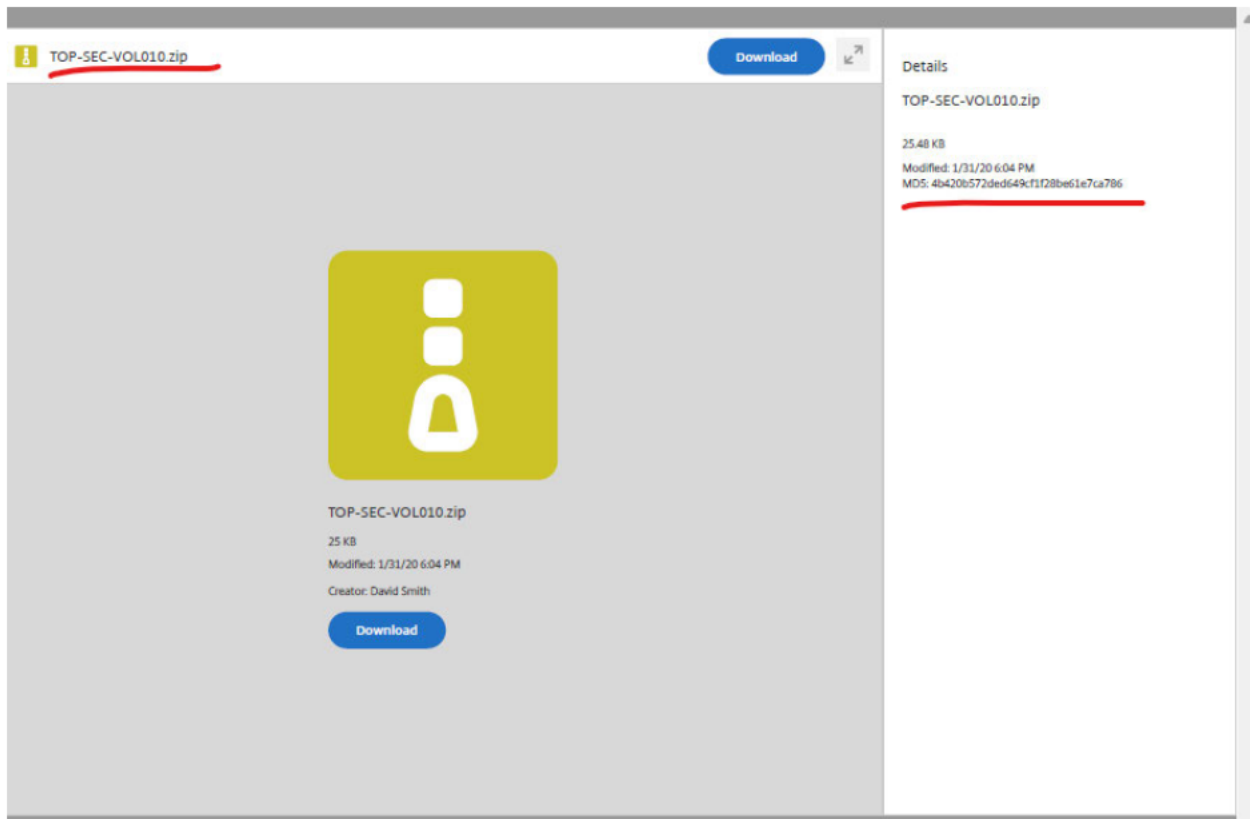 TOP-SEC-VOL010.zip
Download
Details
TOP-SEC-VOL010.zip
25.48 KB
Modified: 1/31/20 6:04 PM
MD5: 4b420b572ded649cf1f28be61e7ca786
TOP-SEC-VOL010.zip
25 KB
Modified: 1/31/20 6:04 PM
Creator: David Smith
Download